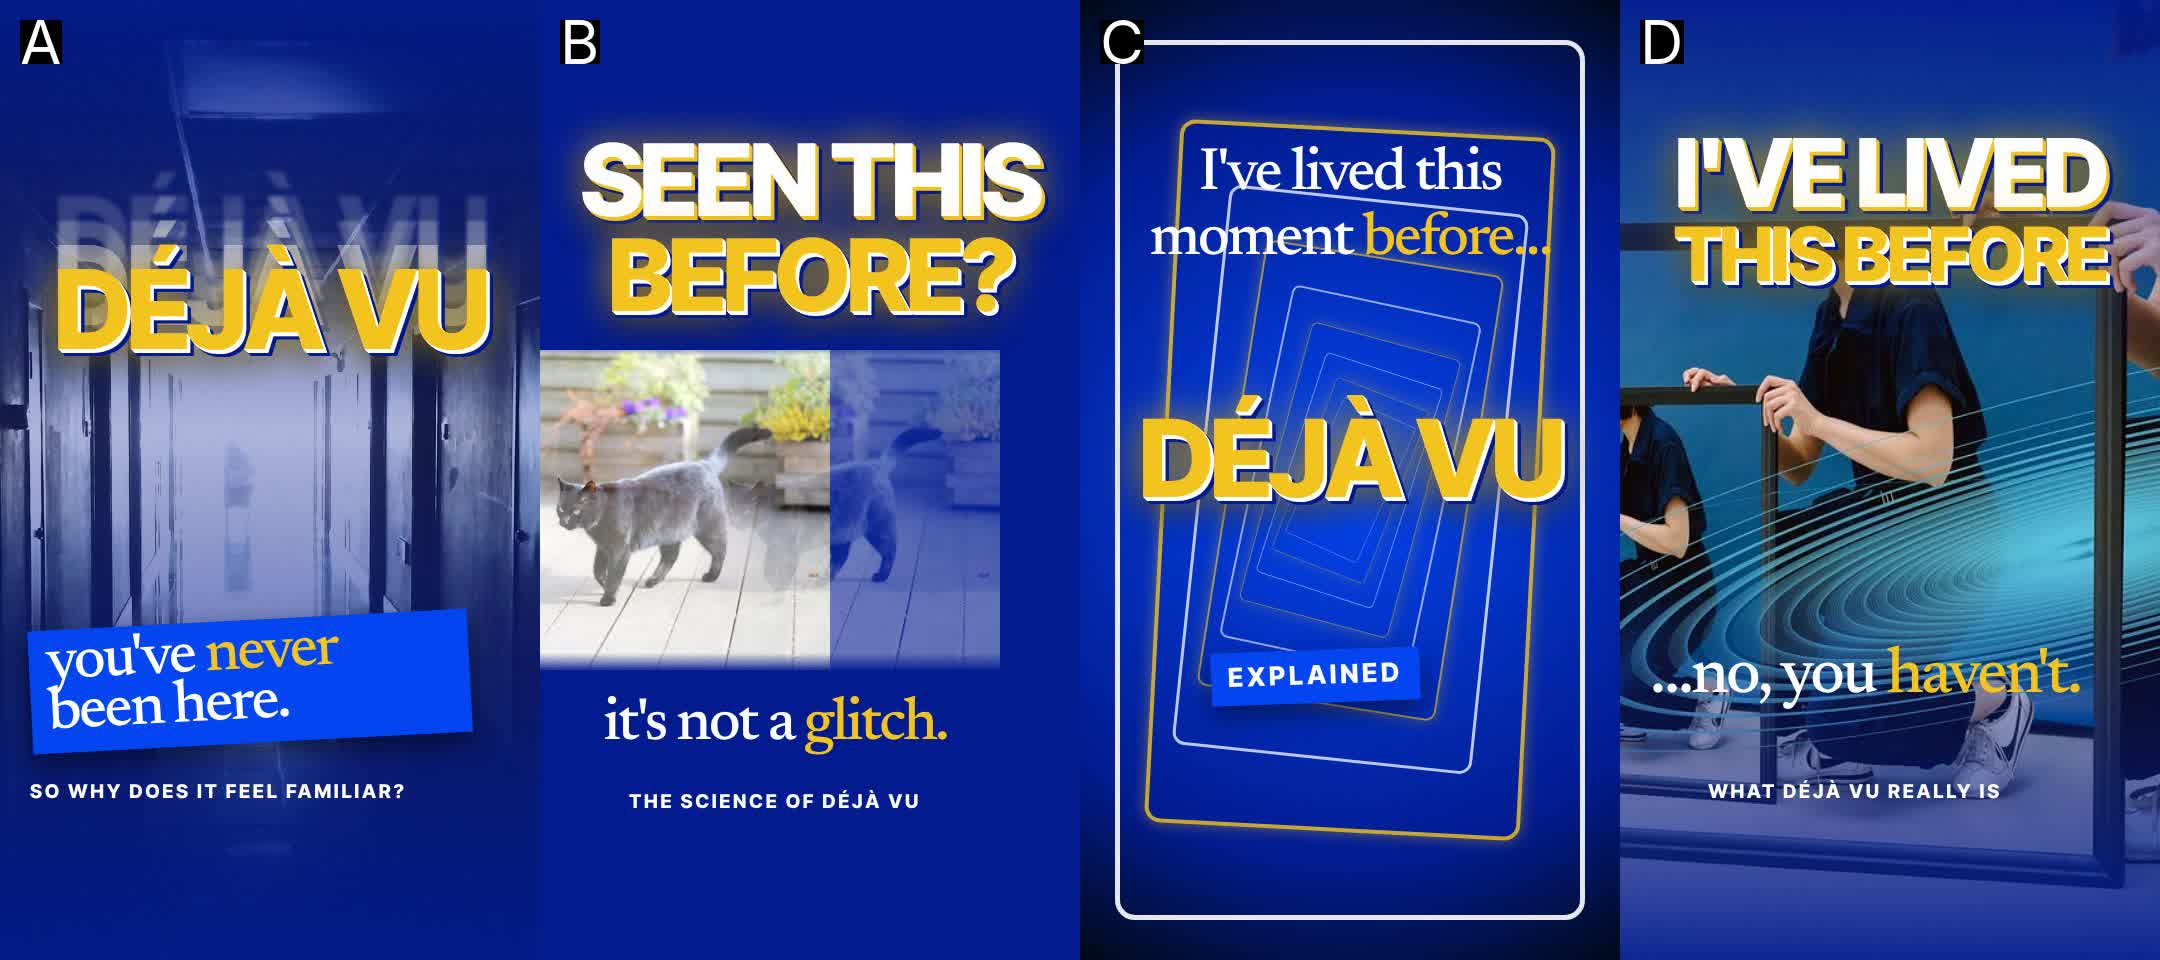 A
DÉJÀ VU
DÉJÀ VU
you've never
been here.
SO WHY DOES IT FEEL FAMILIAR?
B
SEEN THIS
BEFORE?
it's not a glitch.
THE SCIENCE OF DÉJÀ VU
C
I've lived this
moment before...
DÉJÀ VU
EXPLAINED
D
I'VE LIVED
THIS BEFORE
...no, you haven't.
WHAT DÉJÀ VU REALLY IS